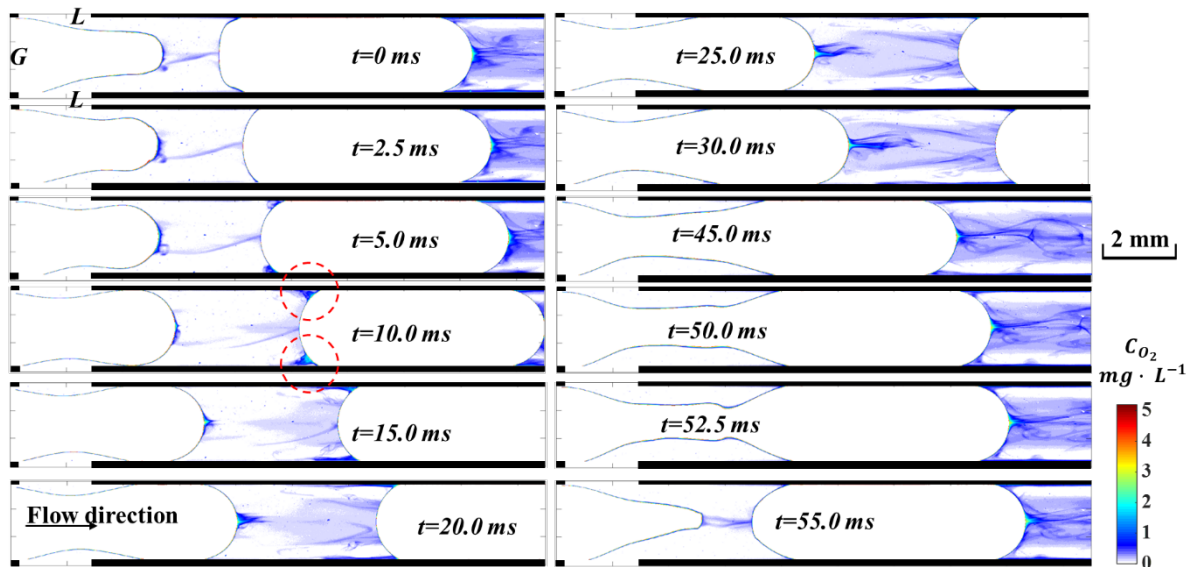 L
G
L
t=0 ms
t=2.5 ms
t=5.0 ms
t=10.0 ms
t=15.0 ms
Flow direction
t=20.0 ms
t=25.0 ms
t=30.0 ms
t=45.0 ms
t=50.0 ms
t=52.5 ms
t=55.0 ms
2 mm
C_{O_2}
mg · L^{-1}
5
4
3
2
1
0